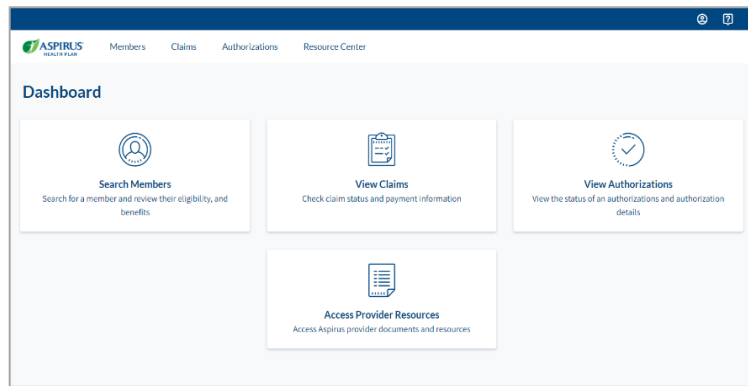 ASPIRUS
HEALTH PLAN
Members
Claims
Authorizations
Resource Center
Dashboard
Search Members
Search for a member and review their eligibility, and
benefits
View Claims
Check claim status and payment information
View Authorizations
View the status of an authorizations and authorization
details
Access Provider Resources
Access Aspirus provider documents and resources